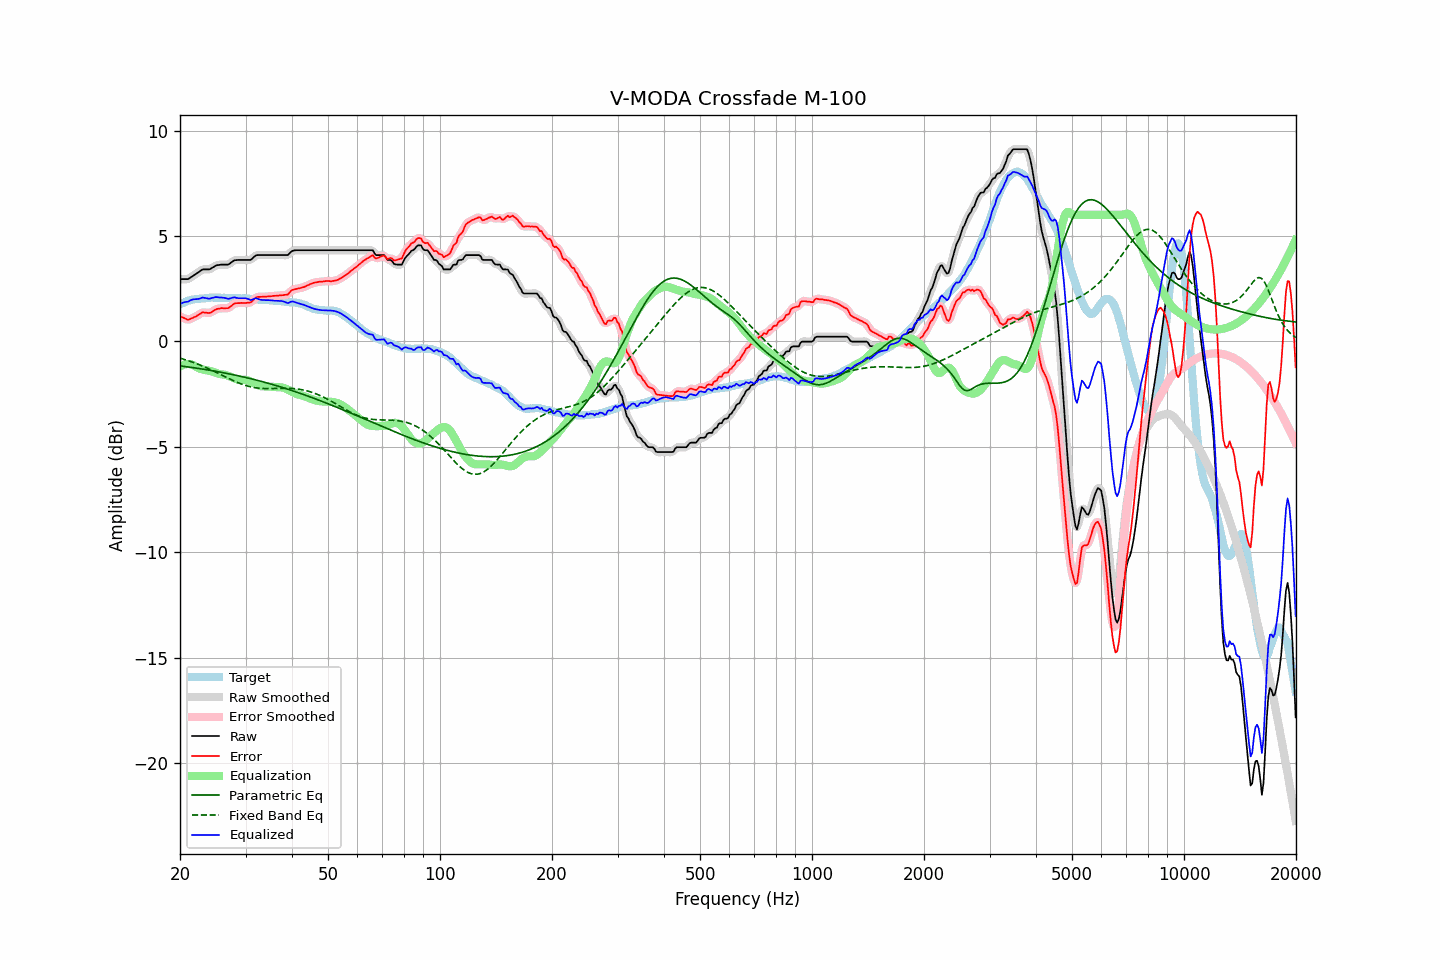 V-MODA Crossfade M-100
10
5
0
−5
−10
−15
−20
Amplitude (dBr)
Target
Raw Smoothed
Error Smoothed
Raw
Error
Equalization
Parametric Eq
Fixed Band Eq
Equalized
20 50 100 200 500 1000 2000 5000 10000 20000
Frequency (Hz)